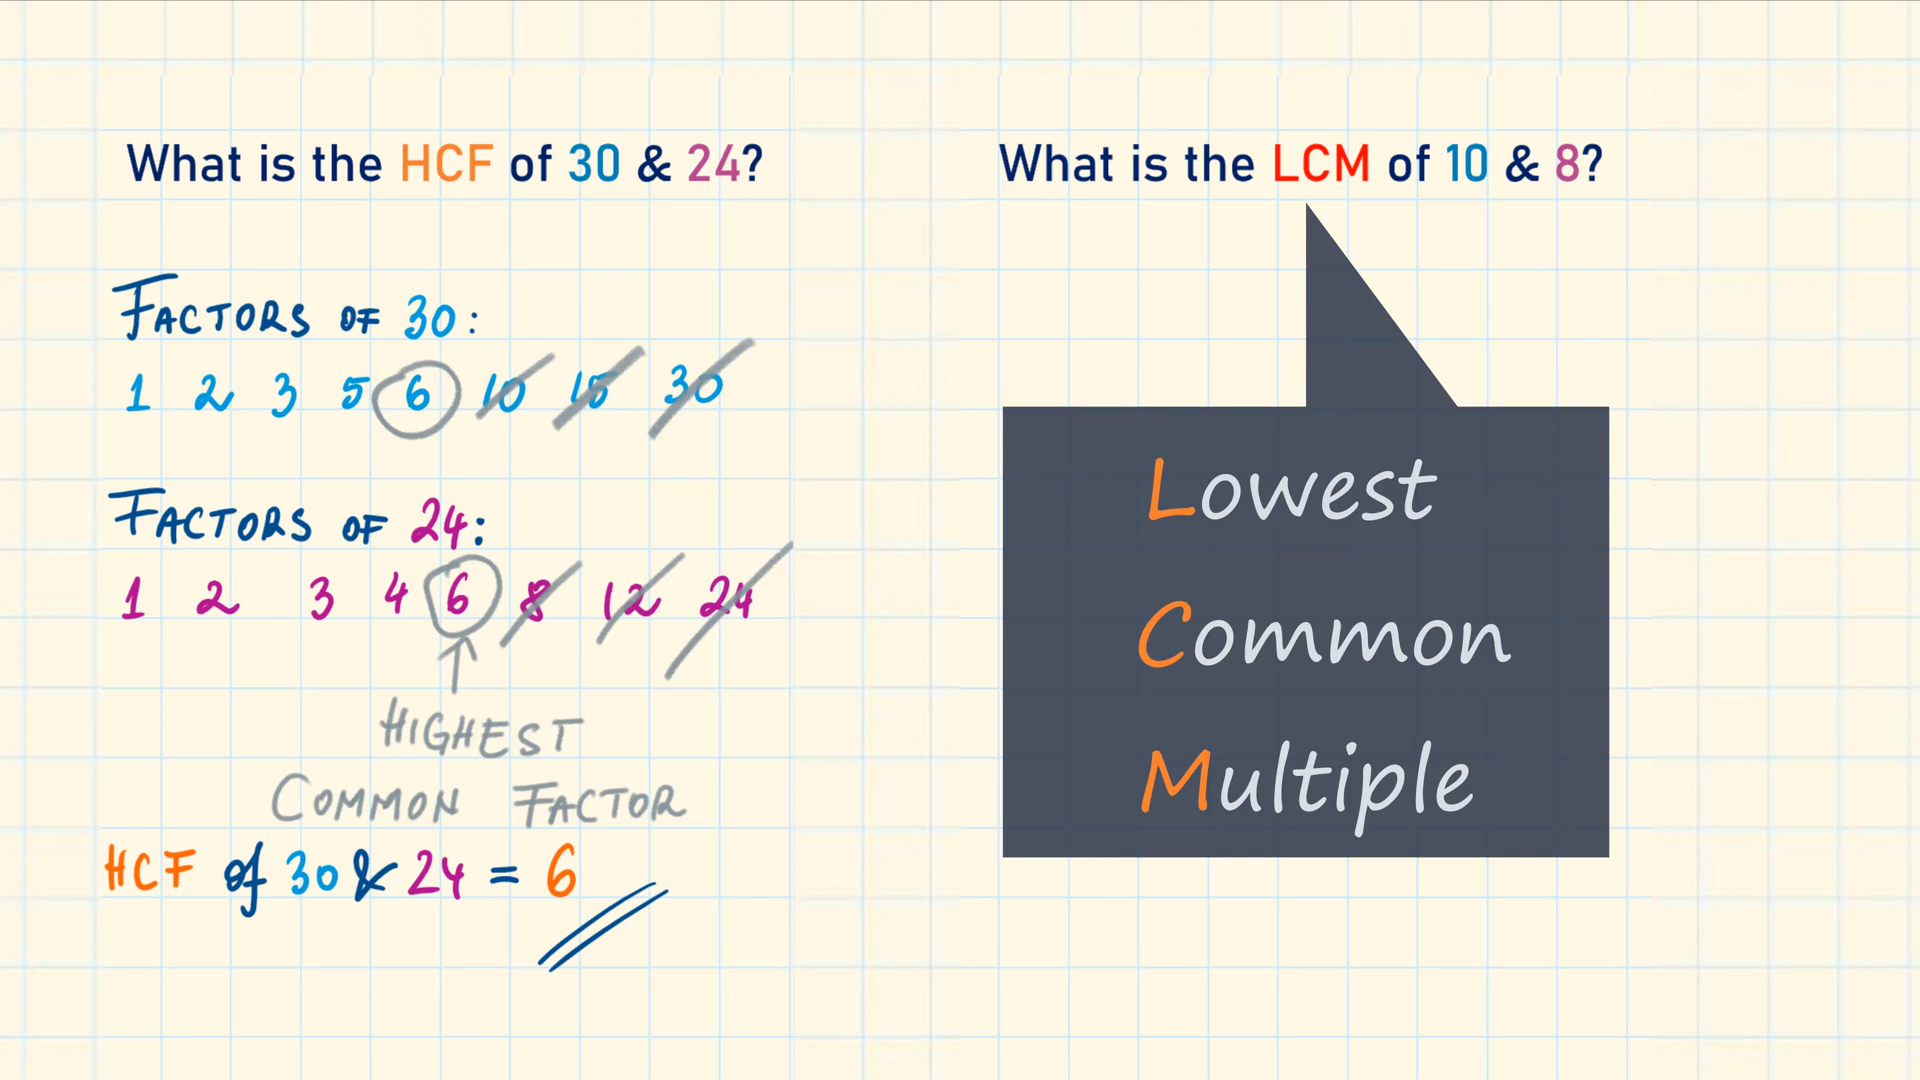 What is the HCF of 30 & 24?
FACTORS OF 30:
1 2 3 5 6 10 15 30
FACTORS OF 24:
1 2 3 4 6 8 12 24
HIGHEST
COMMON FACTOR
HCF of 30 & 24 = 6
What is the LCM of 10 & 8?
Lowest
Common
Multiple